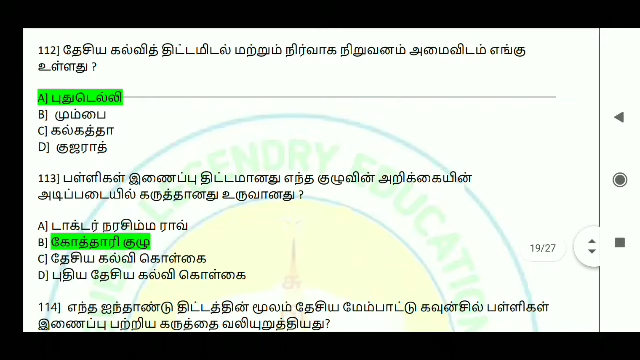 112] தேசிய கல்வித் திட்டமிடல் மற்றும் நிர்வாக நிறுவனம் அமைவிடம் எங்கு
உள்ளது ?
A] புதுடெல்லி
B] மும்பை
C] கல்கத்தா
D] குஜராத்
113] பள்ளிகள் இணைப்பு திட்டமானது எந்த குழுவின் அறிக்கையின்
அடிப்படையில் கருத்தானது உருவானது ?
A] டாக்டர் நரசிம்ம ராவ்
B] கோத்தாரி குழு
C] தேசிய கல்வி கொள்கை
D] புதிய தேசிய கல்வி கொள்கை
19/27
114] எந்த ஐந்தாண்டு திட்டத்தின் மூலம் தேசிய மேம்பாட்டு கவுன்சில் பள்ளிகள்
இணைப்பு பற்றிய கருத்தை வலியுறுத்தியது?
LEGENDRY EDUCATION